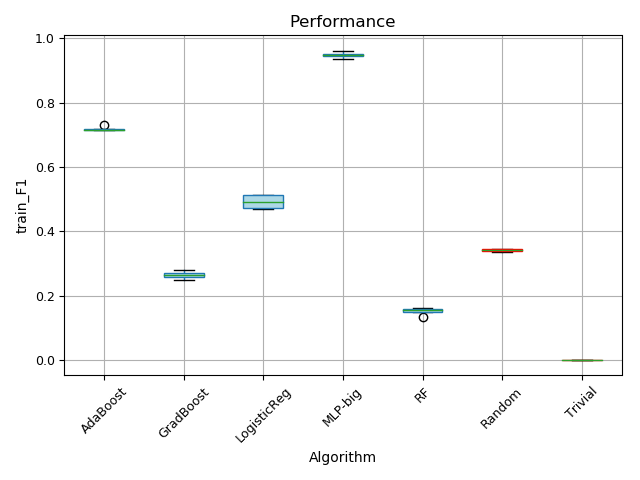 Performance
1.0
0.8
0.6
0.4
0.2
0.0
train_F1
AdaBoost
GradBoost
LogisticReg
MLP-big
RF
Random
Trivial
Algorithm